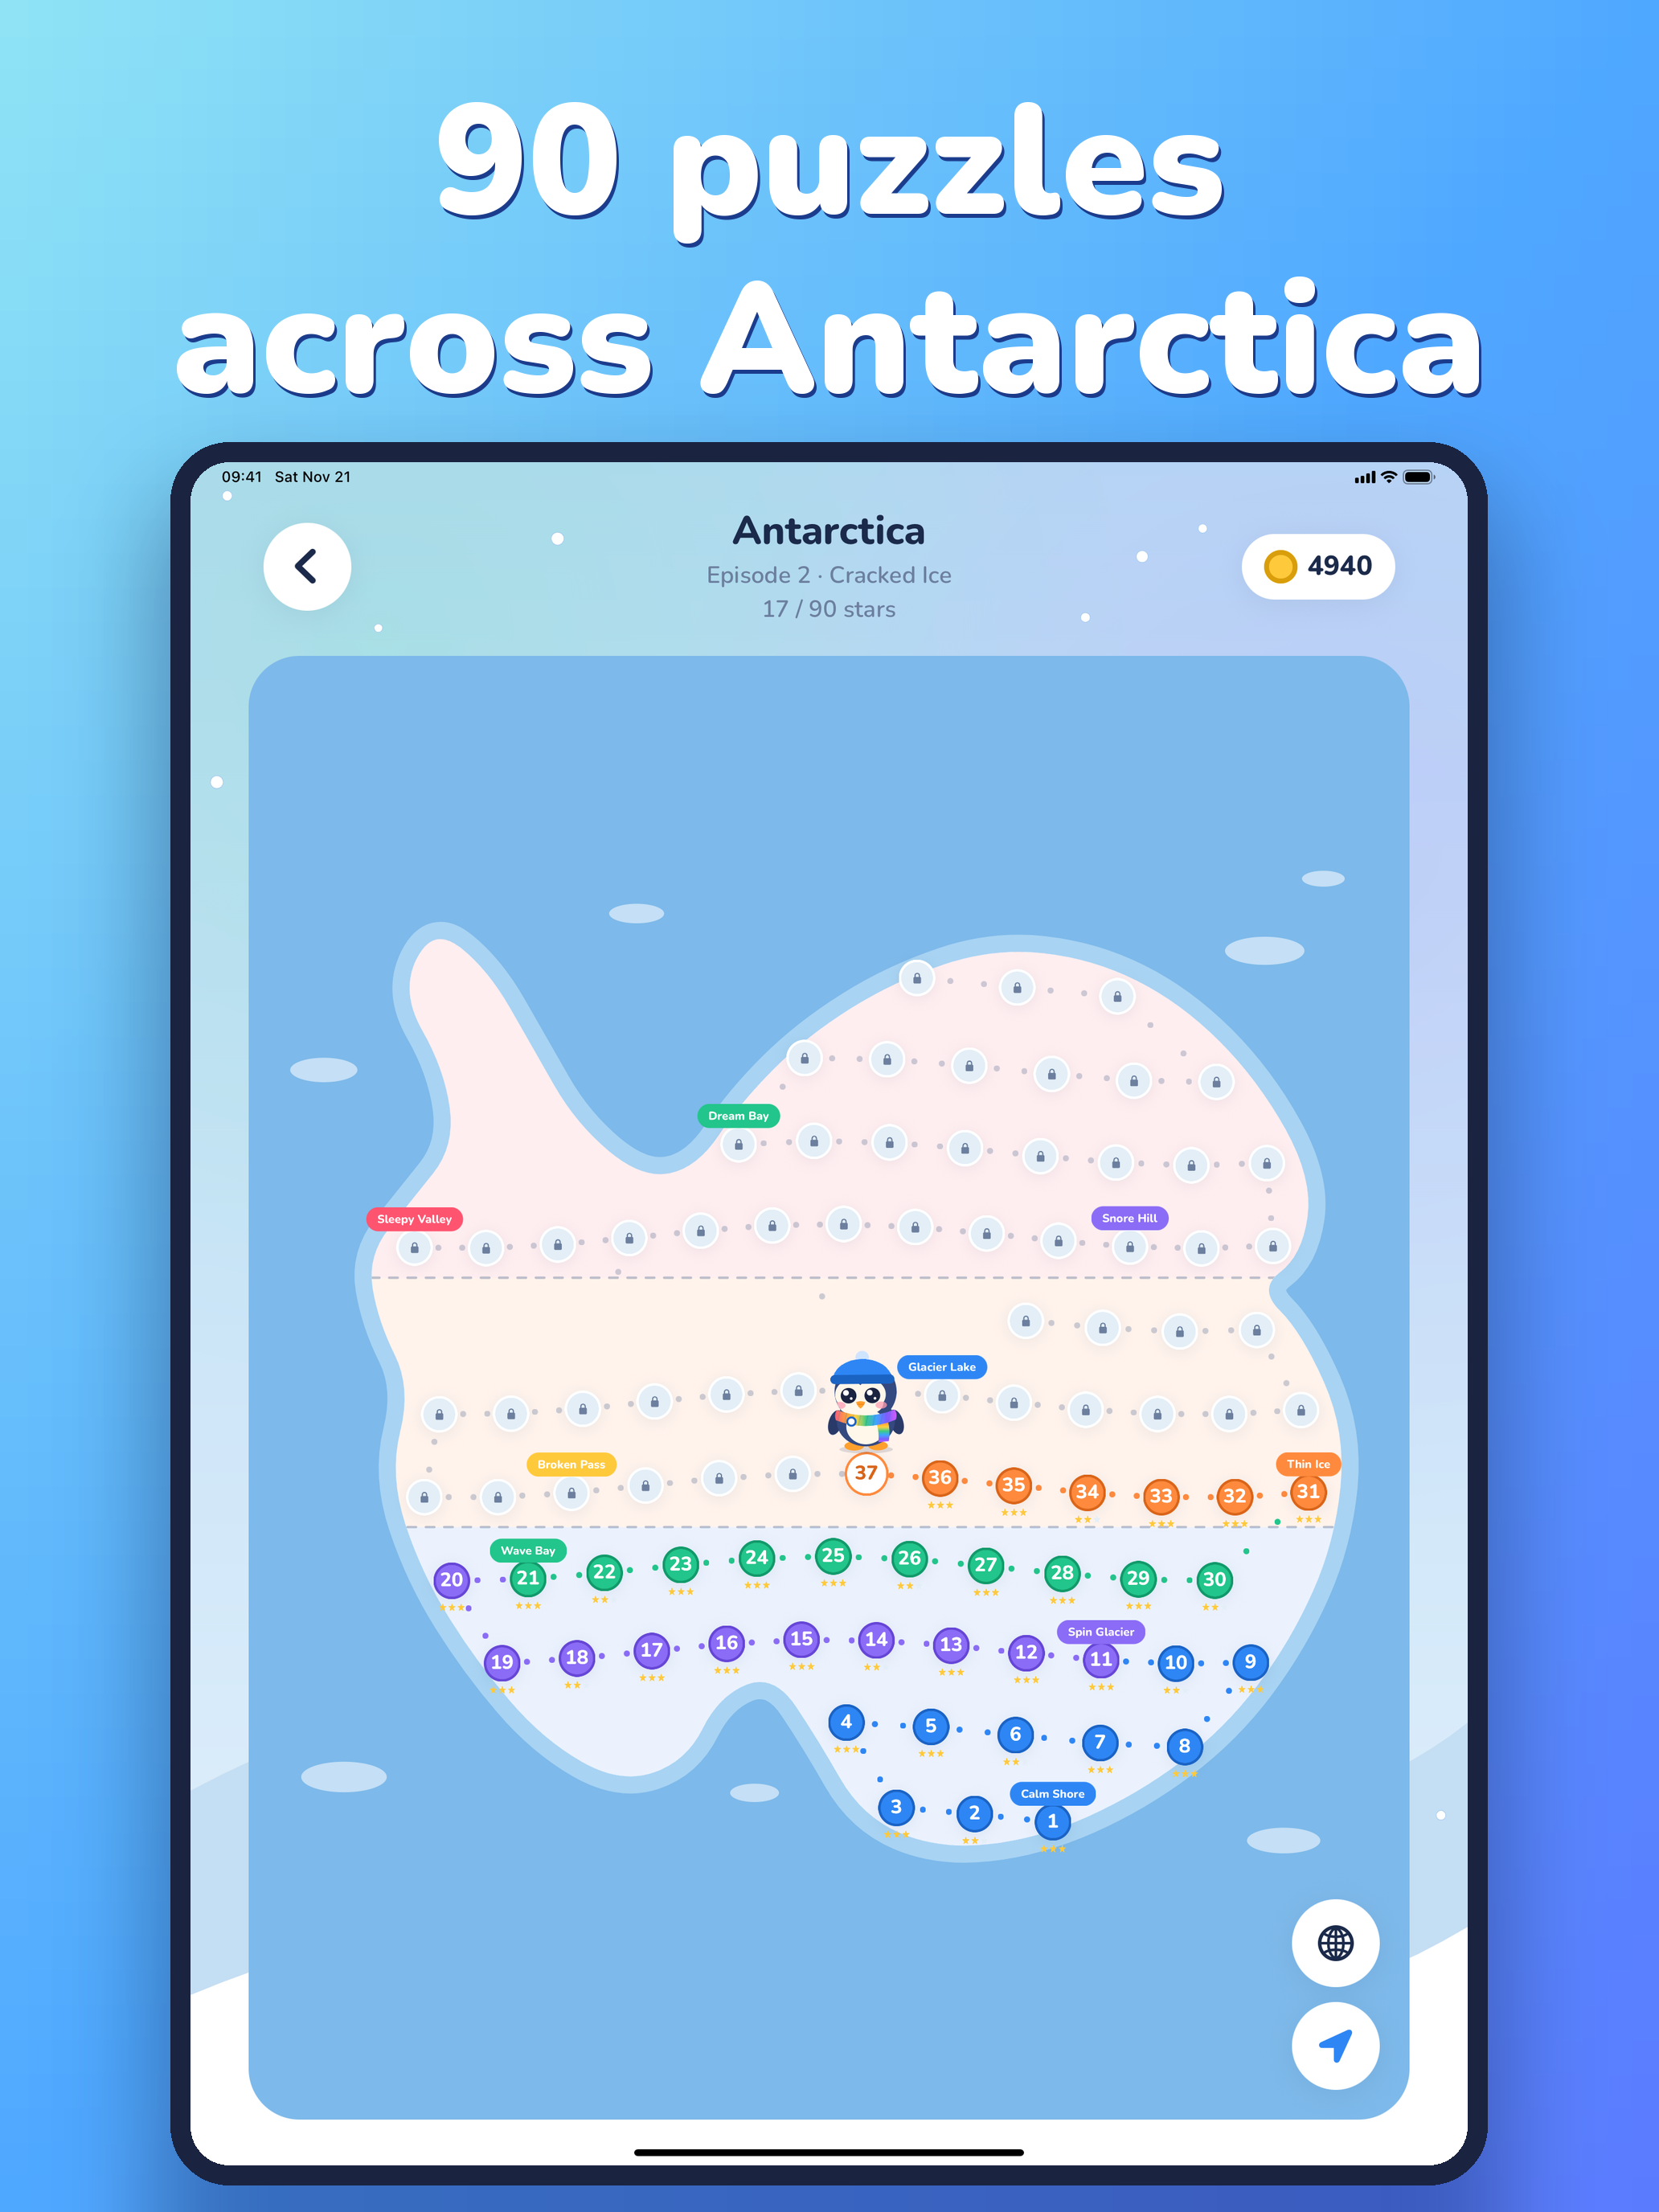 90 puzzles
across Antarctica
09:41 Sat Nov 21
Antarctica
Episode 2 · Cracked Ice
17 / 90 stars
4940
Dream Bay
Sleepy Valley
Snore Hill
Glacier Lake
Broken Pass
Thin Ice
37 36 35 34 33 32 31
Wave Bay
20 21 22 23 24 25 26 27 28 29 30
Spin Glacier
19 18 17 16 15 14 13 12 11 10 9
4 5 6 7 8
Calm Shore
3 2 1